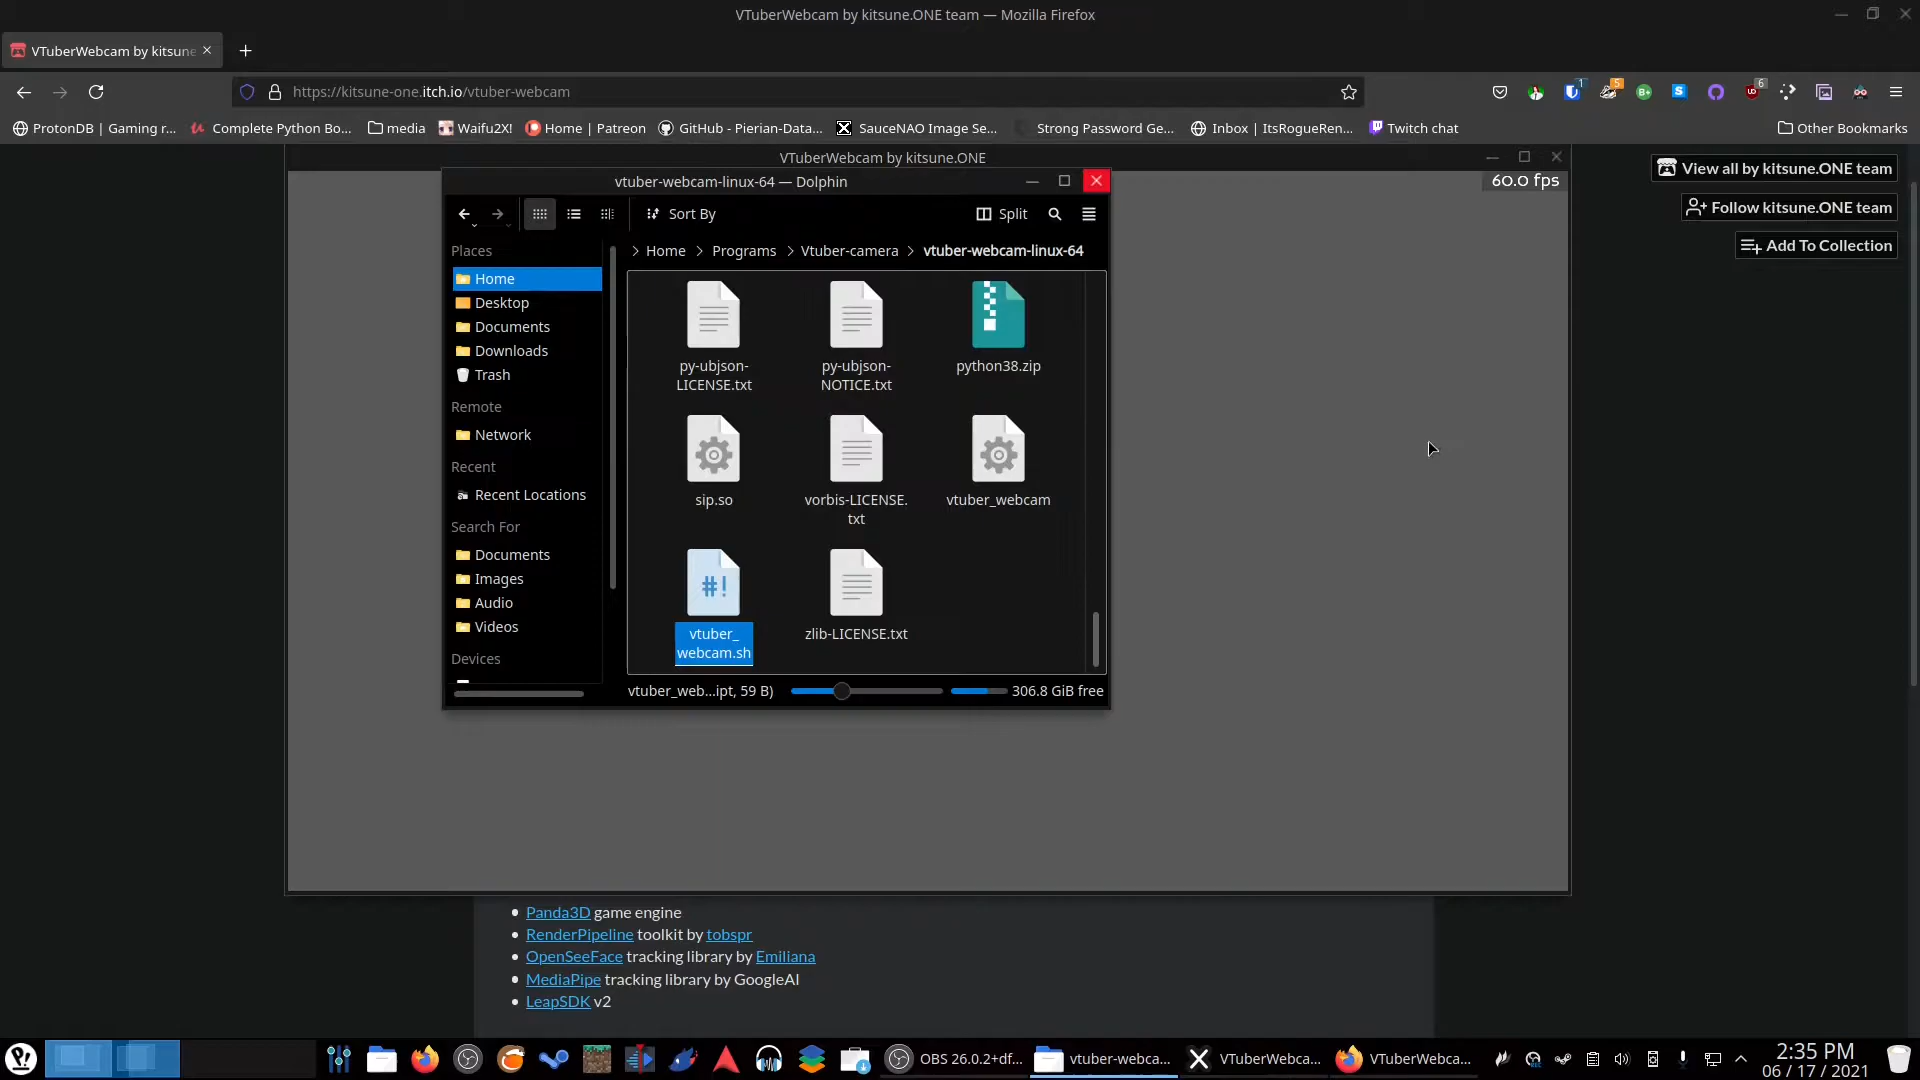 VTuberWebcam by kitsune.ONE team — Mozilla Firefox
VTuberWebcam by kitsune
https://kitsune-one.itch.io/vtuber-webcam
1
5
6
ProtonDB | Gaming r...
Complete Python Bo...
media
Waifu2X!
Home | Patreon
GitHub - Pierian-Data...
SauceNAO Image Se...
Strong Password Ge...
Inbox | ItsRogueRen...
Twitch chat
Other Bookmarks
VTuberWebcam by kitsune.ONE
60.0 fps
View all by kitsune.ONE team
Follow kitsune.ONE team
Add To Collection
vtuber-webcam-linux-64 — Dolphin
Sort By
Split
Home
Programs
Vtuber-camera
vtuber-webcam-linux-64
Places
Home
Desktop
Documents
Downloads
Trash
Remote
Network
Recent
Recent Locations
Search For
Documents
Images
Audio
Videos
Devices
py-ubjson-
LICENSE.txt
py-ubjson-
NOTICE.txt
python38.zip
sip.so
vorbis-LICENSE.
txt
vtuber_webcam
#!
vtuber_
webcam.sh
zlib-LICENSE.txt
vtuber_web...ipt, 59 B)
306.8 GiB free
Panda3D game engine
RenderPipeline toolkit by tobspr
OpenSeeFace tracking library by Emiliana
MediaPipe tracking library by GoogleAI
LeapSDK v2
OBS 26.0.2+df...
vtuber-webca...
VTuberWebca...
VTuberWebca...
2:35 PM
06 / 17 / 2021